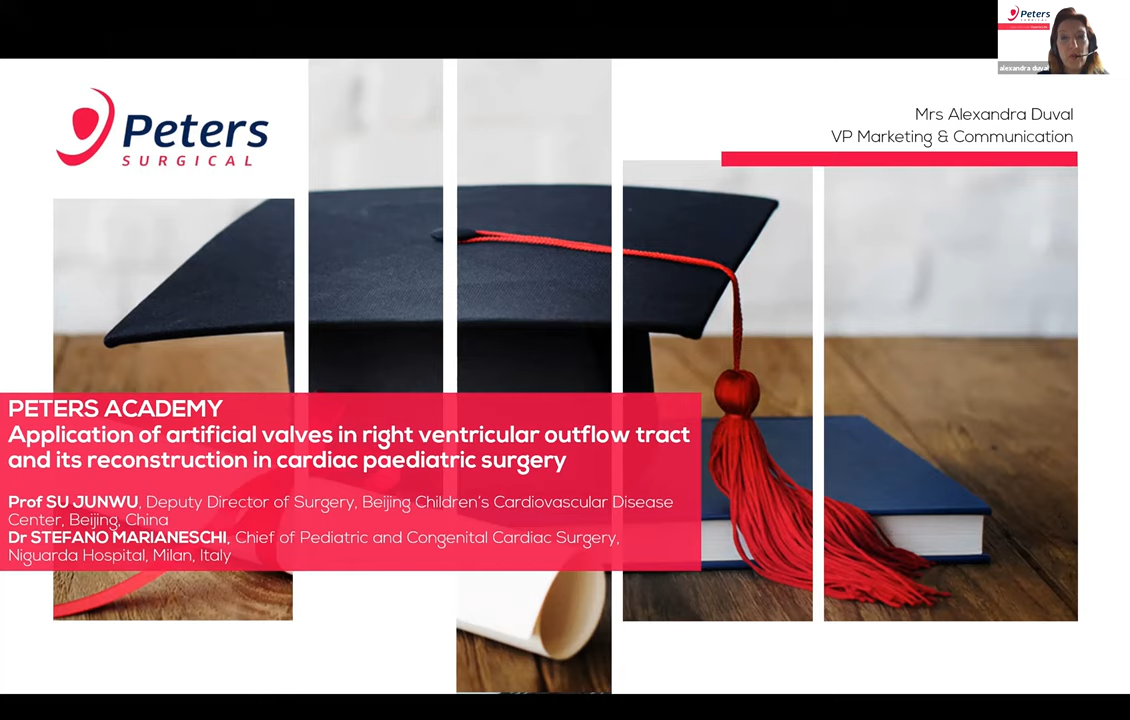 Peters
SURGICAL
Peters
alexandra duval
Mrs Alexandra Duval
VP Marketing & Communication
PETERS ACADEMY
Application of artificial valves in right ventricular outflow tract
and its reconstruction in cardiac paediatric surgery
Prof SU JUNWU, Deputy Director of Surgery, Beijing Children's Cardiovascular Disease
Center, Beijing, China
Dr STEFANO MARIANESCHI, Chief of Pediatric and Congenital Cardiac Surgery,
Niguarda Hospital, Milan, Italy